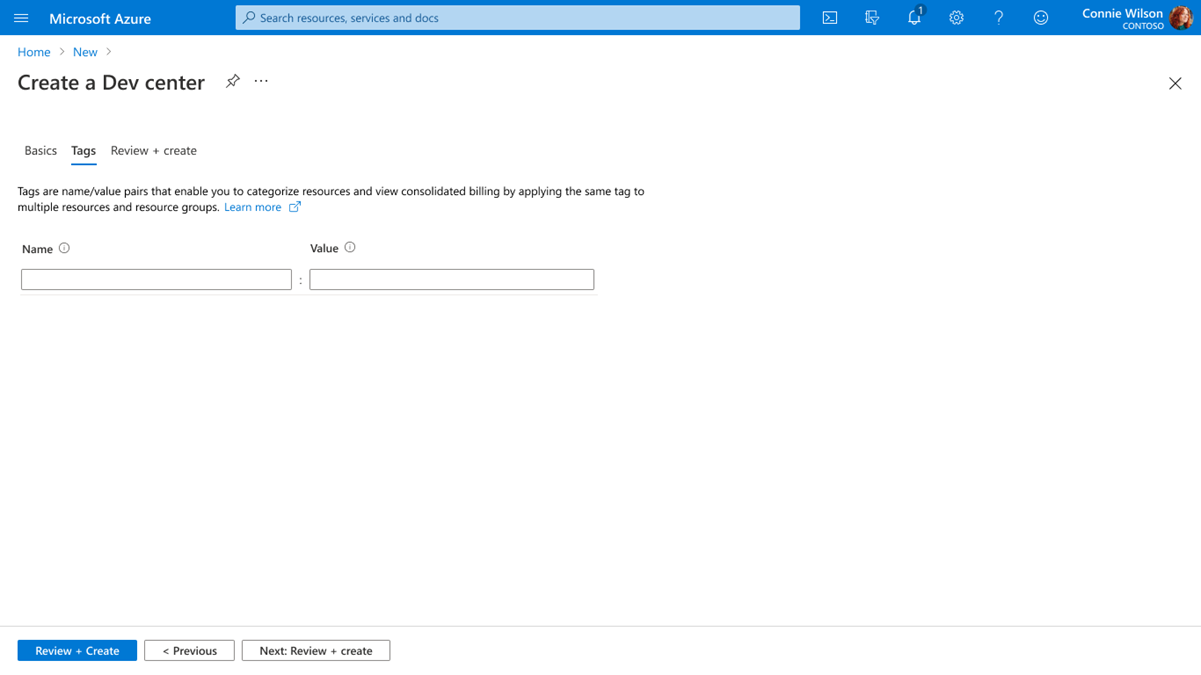 Microsoft Azure
Search resources, services and docs
1
Connie Wilson
CONTOSO
Home > New >
Create a Dev center
Basics Tags Review + create
Tags are name/value pairs that enable you to categorize resources and view consolidated billing by applying the same tag to
multiple resources and resource groups. Learn more
Name Value
:
Review + Create < Previous Next: Review + create